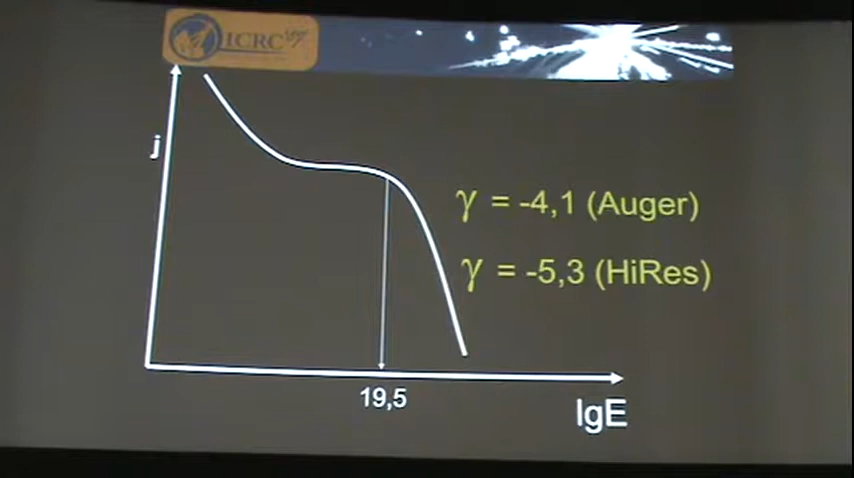 ICRC
j
γ = -4,1 (Auger)
γ = -5,3 (HiRes)
19,5
lgE